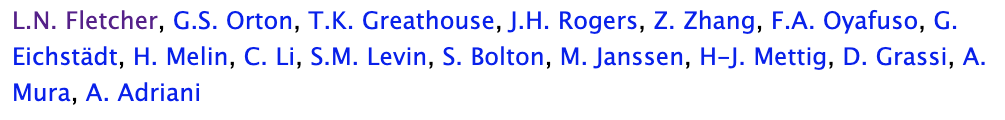 L.N. Fletcher, G.S. Orton, T.K. Greathouse, J.H. Rogers, Z. Zhang, F.A. Oyafuso, G.
Eichstädt, H. Melin, C. Li, S.M. Levin, S. Bolton, M. Janssen, H-J. Mettig, D. Grassi, A.
Mura, A. Adriani